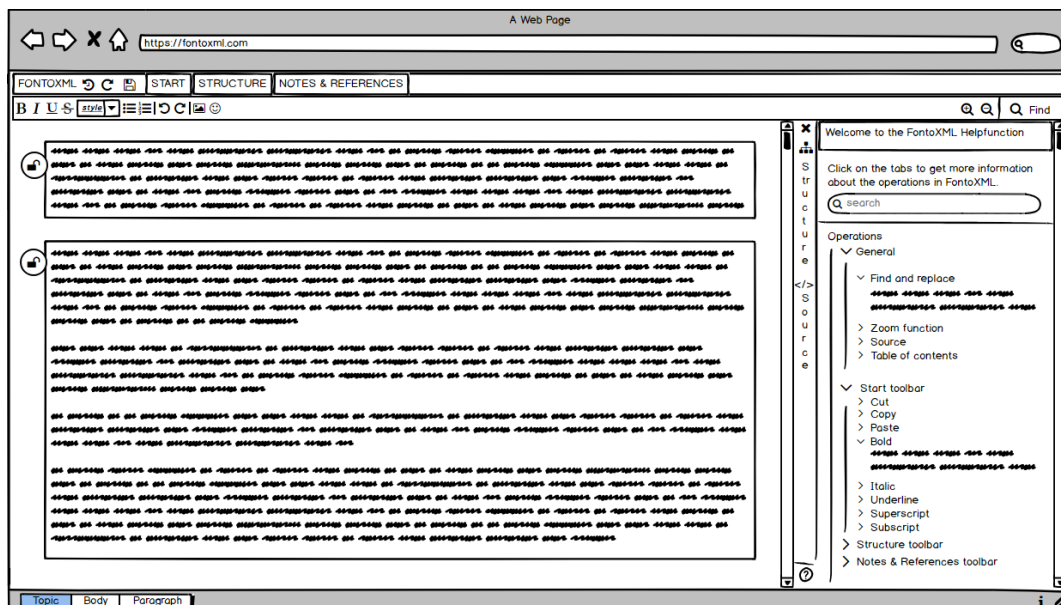 A Web Page
https://fontoxml.com
FONTOXML START STRUCTURE NOTES & REFERENCES
B I U S style Find
Welcome to the FontoXML Helpfunction
Click on the tabs to get more information
about the operations in FontoXML.
search
Structure
</> Source
Operations
General
Find and replace
Zoom function
Source
Table of contents
Start toolbar
Cut
Copy
Paste
Bold
Italic
Underline
Superscript
Subscript
Structure toolbar
Notes & References toolbar
?
Topic Body Paragraph i